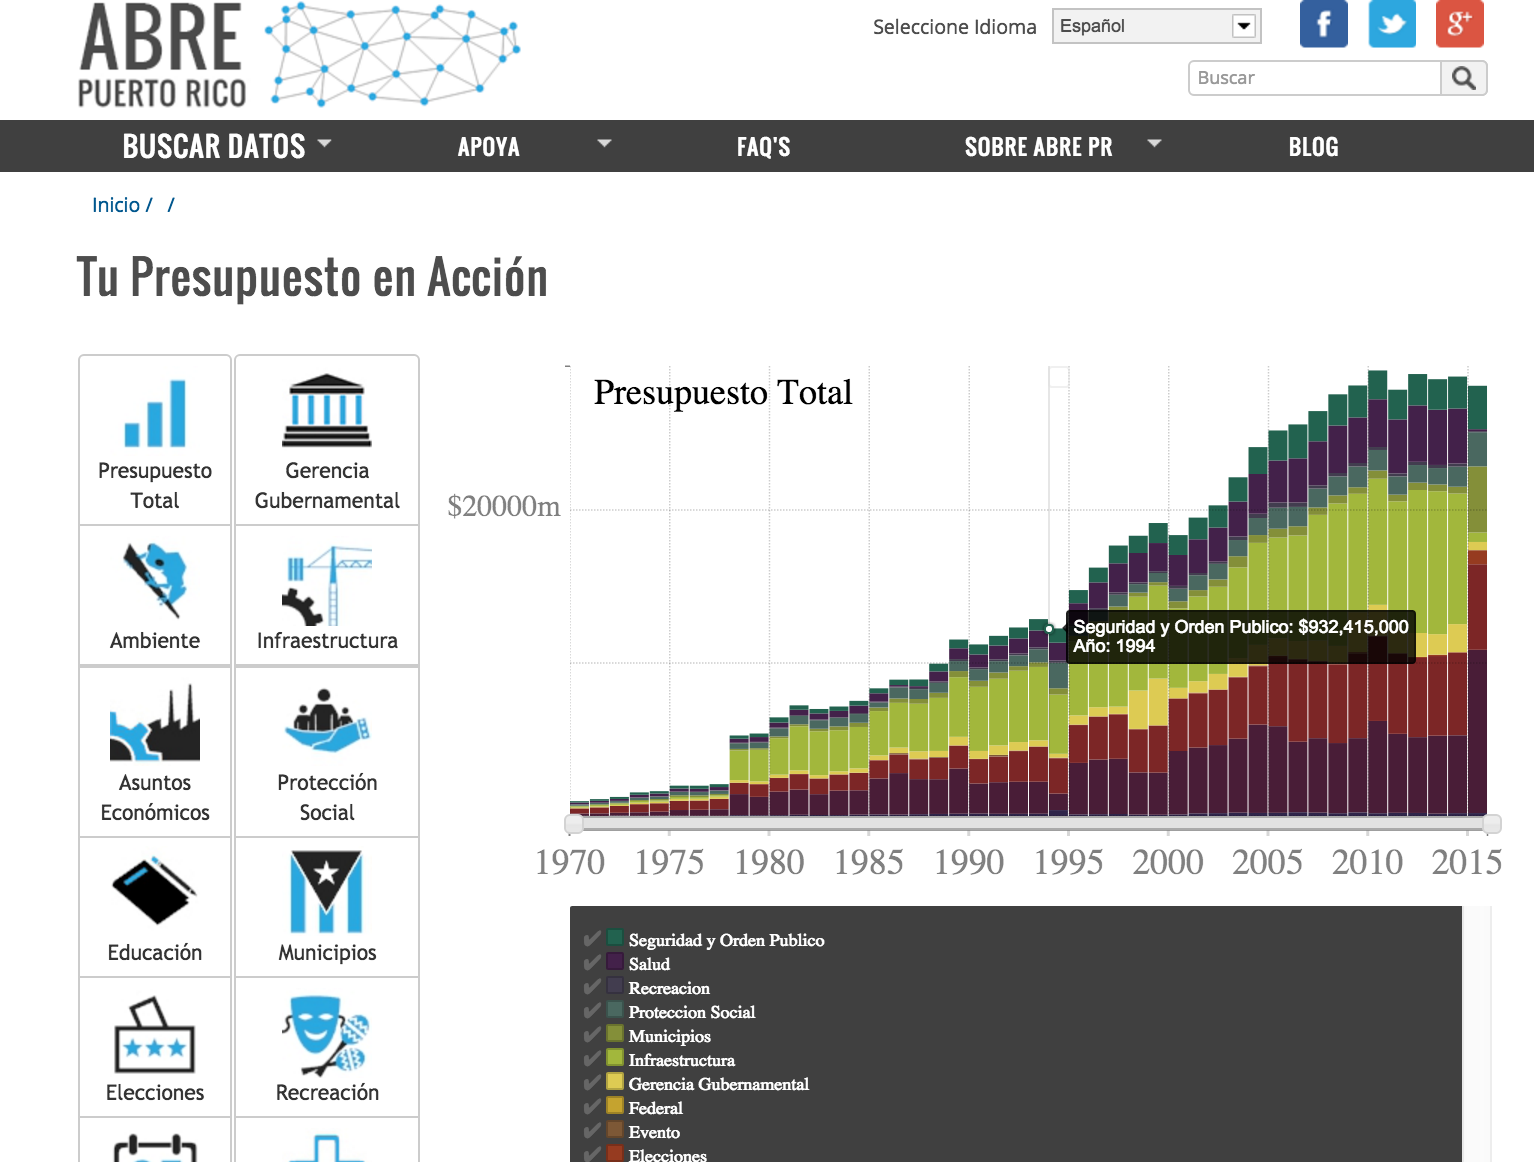 ABRE
PUERTO RICO
Seleccione Idioma
Español
f
g+
Buscar
BUSCAR DATOS
APOYA
FAQ'S
SOBRE ABRE PR
BLOG
Inicio / /
Tu Presupuesto en Acción
Presupuesto
Total
Gerencia
Gubernamental
Ambiente
Infraestructura
Asuntos
Económicos
Protección
Social
Educación
Municipios
Elecciones
Recreación
Presupuesto Total
$20000m
Seguridad y Orden Publico: $932,415,000
Año: 1994
1970 1975 1980 1985 1990 1995 2000 2005 2010 2015
Seguridad y Orden Publico
Salud
Recreacion
Proteccion Social
Municipios
Infraestructura
Gerencia Gubernamental
Federal
Evento
Elecciones